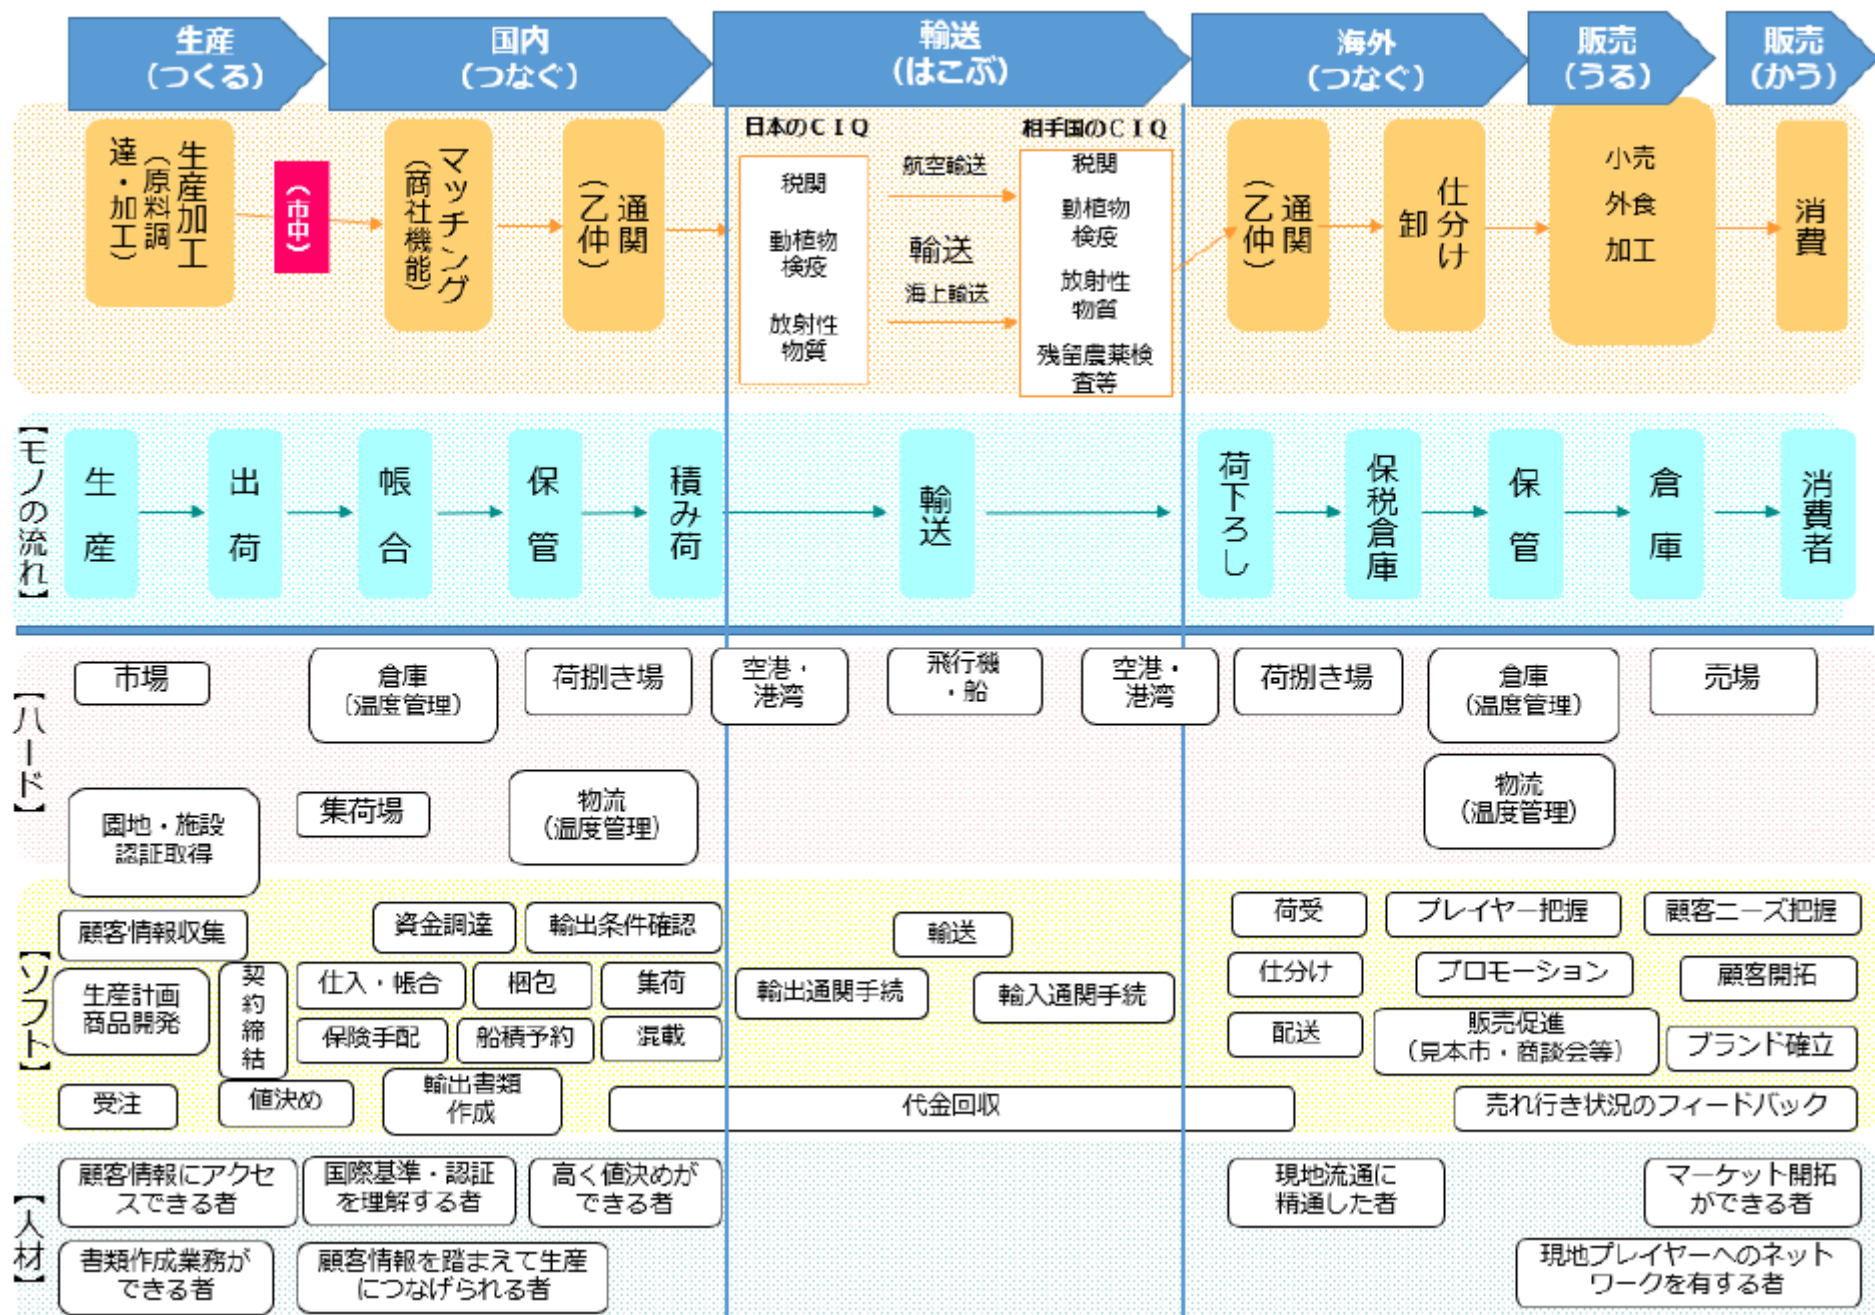 生産
(つくる)
国内
(つなぐ)
輸送
(はこぶ)
海外
(つなぐ)
販売
(うる)
販売
(かう)
生産加工
(原料調
達・加工)
(市中)
マッチング
(商社機能)
通関
(乙仲)
日本のCIQ
税関
動植物
検疫
放射性
物質
航空輸送
輸送
海上輸送
相手国のCIQ
税関
動植物
検疫
放射性
物質
残留農薬検
査等
通関
(乙仲)
仕分け
卸
小売
外食
加工
消費
【モノの流れ】
生産
出荷
帳合
保管
積み荷
輸送
荷下ろし
保税倉庫
保管
倉庫
消費者
【ハード】
市場
倉庫
(温度管理)
荷捌き場
空港・
港湾
飛行機
・船
空港・
港湾
荷捌き場
倉庫
(温度管理)
売場
園地・施設
認証取得
集荷場
物流
(温度管理)
物流
(温度管理)
【ソフト】
顧客情報収集
資金調達
輸出条件確認
輸送
荷受
プレイヤー把握
顧客ニーズ把握
生産計画
商品開発
契約締結
仕入・帳合
梱包
集荷
輸出通関手続
輸入通関手続
仕分け
プロモーション
顧客開拓
保険手配
船積予約
混載
配送
販売促進
(見本市・商談会等)
ブランド確立
受注
値決め
輸出書類
作成
代金回収
売れ行き状況のフィードバック
【人材】
顧客情報にアクセ
スできる者
国際基準・認証
を理解する者
高く値決めが
できる者
現地流通に
精通した者
マーケット開拓
ができる者
書類作成業務が
できる者
顧客情報を踏まえて生産
につなげられる者
現地プレイヤーへのネット
ワークを有する者